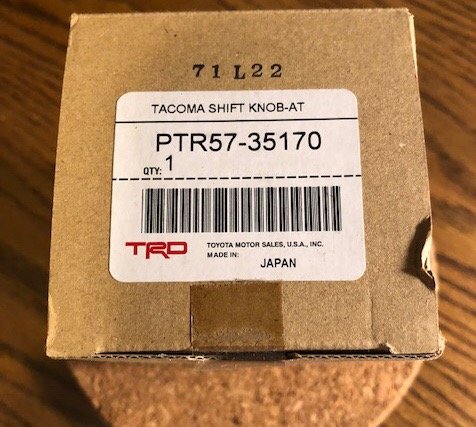 71L22
TACOMA SHIFT KNOB-AT
PTR57-35170
QTY: 1
TRD
TOYOTA MOTOR SALES, U.S.A., INC.
MADE IN: JAPAN